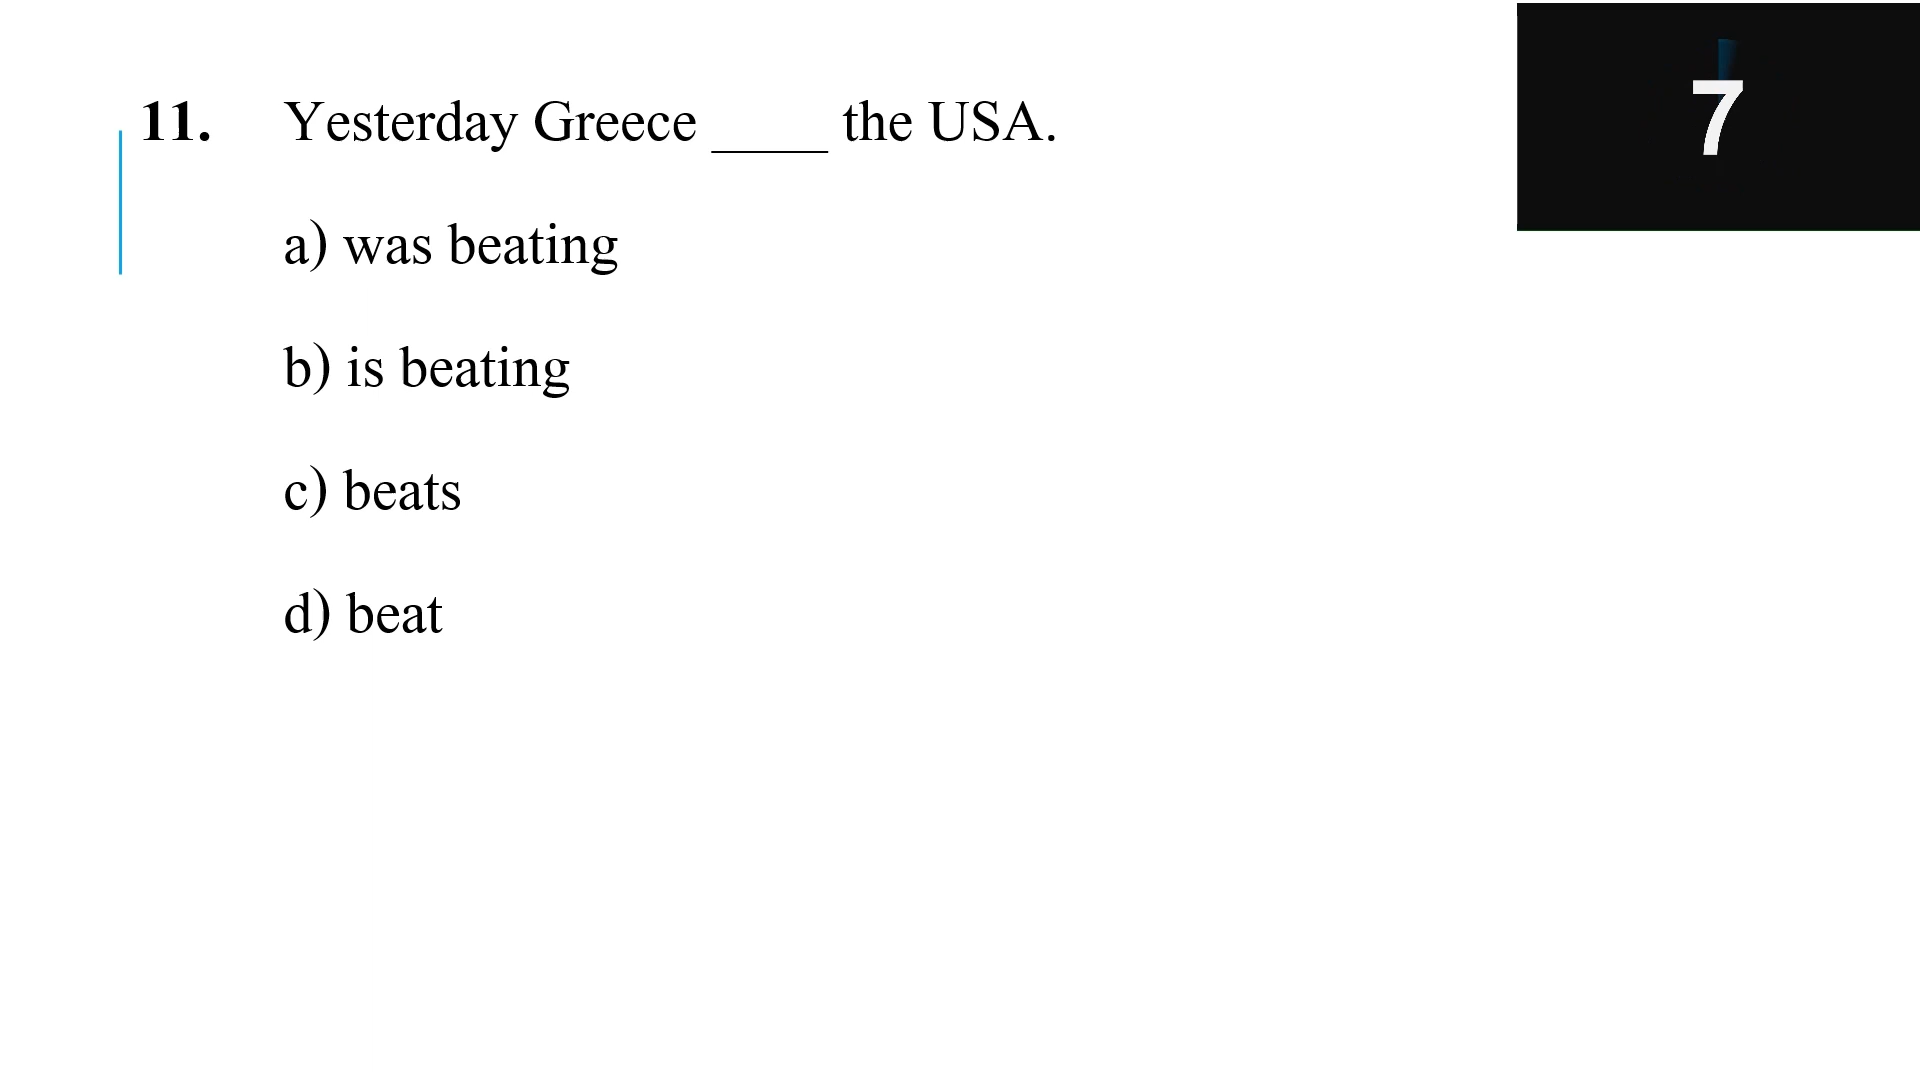 11. Yesterday Greece ____ the USA.
a) was beating
b) is beating
c) beats
d) beat
7